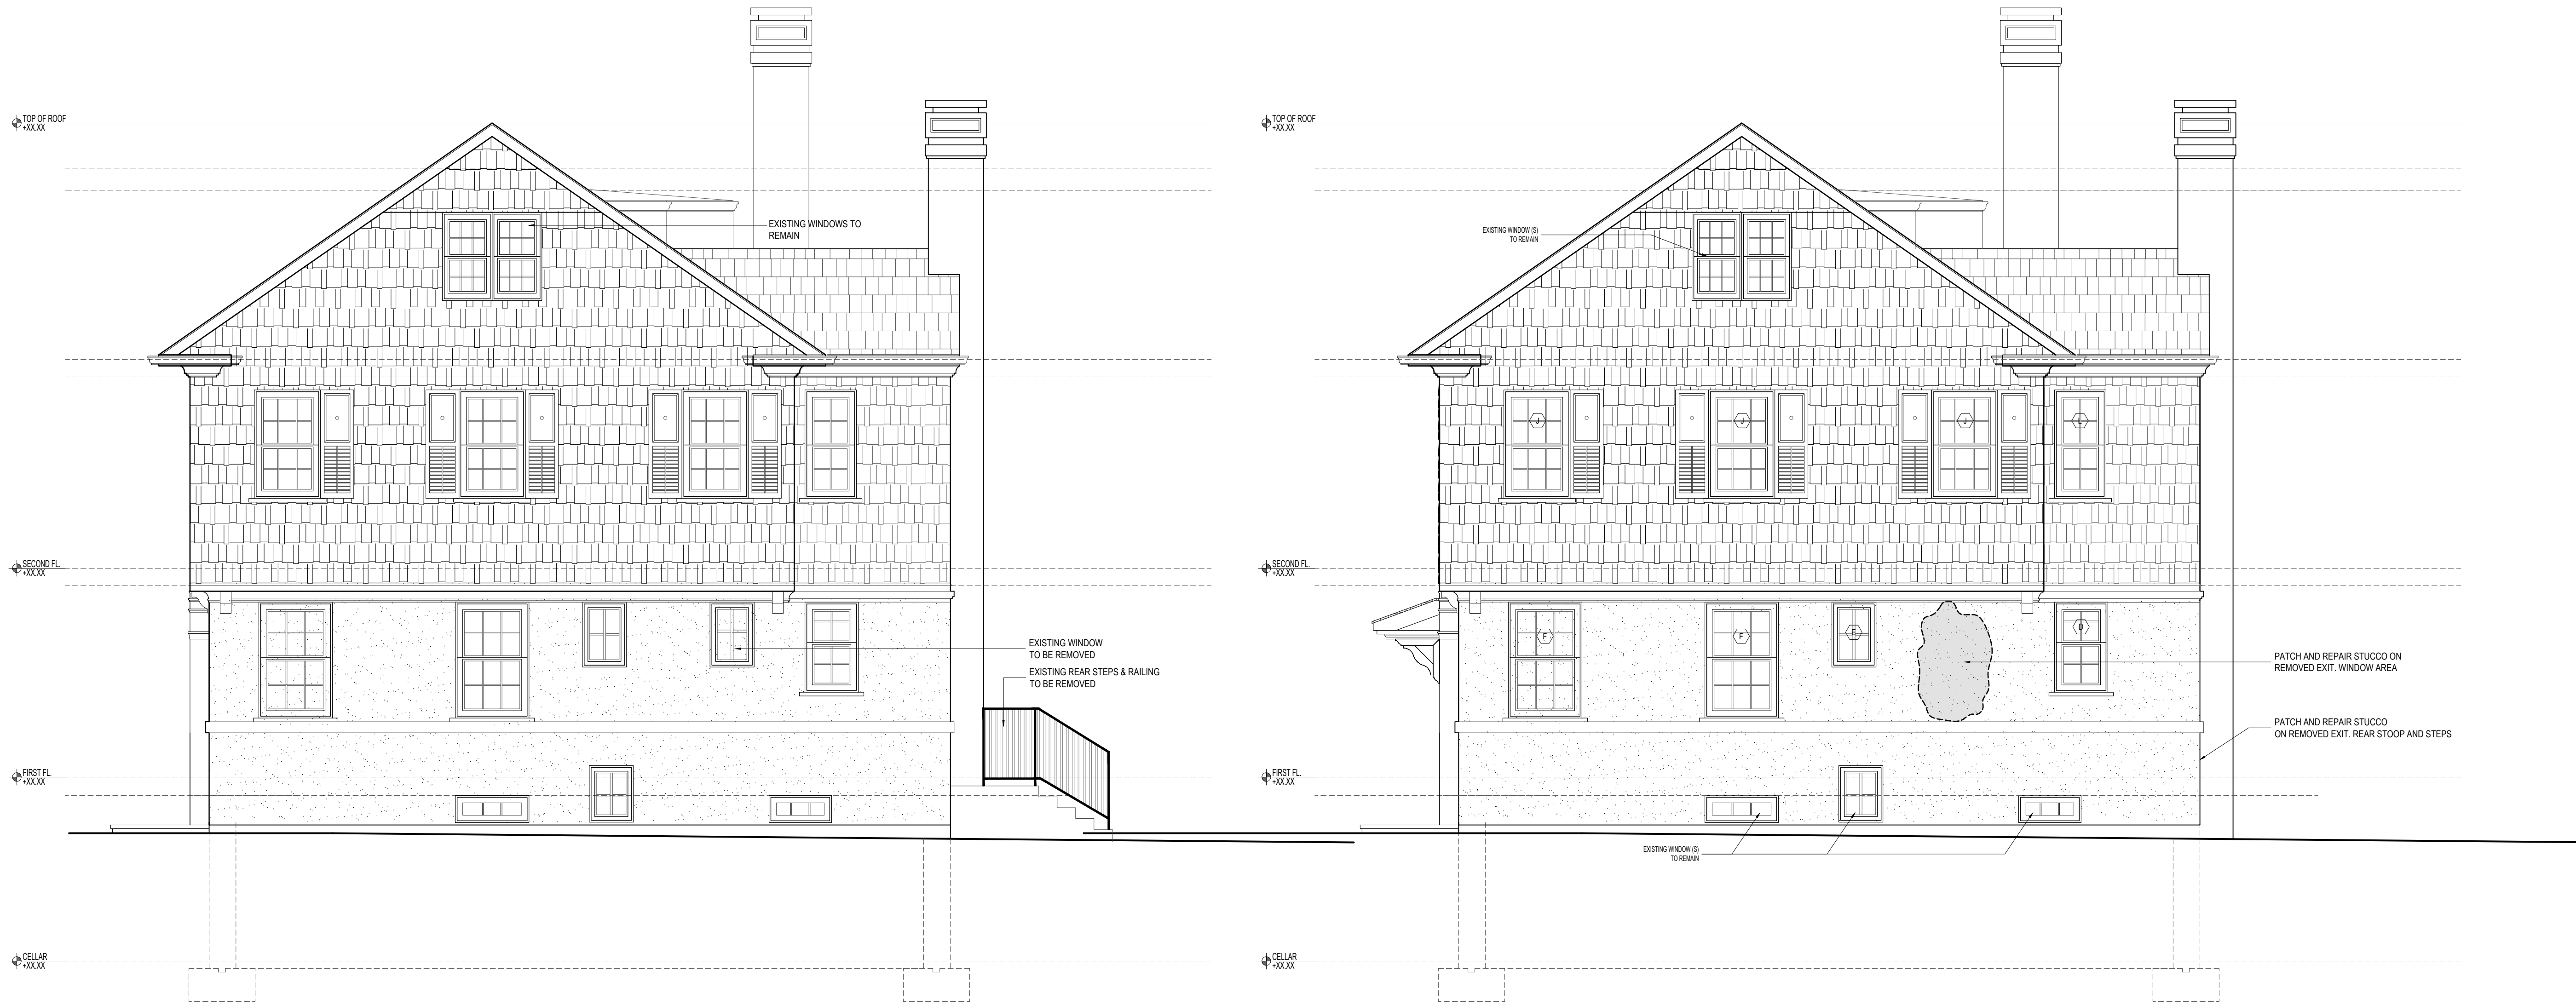 TOP OF ROOF
+XX.XX
EXISTING WINDOWS TO
REMAIN
SECOND FL.
+XX.XX
EXISTING WINDOW
TO BE REMOVED
EXISTING REAR STEPS & RAILING
TO BE REMOVED
FIRST FL.
+XX.XX
CELLAR
+XX.XX
TOP OF ROOF
+XX.XX
EXISTING WINDOW (S)
TO REMAIN
J
J
J
L
SECOND FL.
+XX.XX
F
F
E
D
PATCH AND REPAIR STUCCO ON
REMOVED EXIT. WINDOW AREA
PATCH AND REPAIR STUCCO
ON REMOVED EXIT. REAR STOOP AND STEPS
FIRST FL.
+XX.XX
EXISTING WINDOW (S)
TO REMAIN
CELLAR
+XX.XX